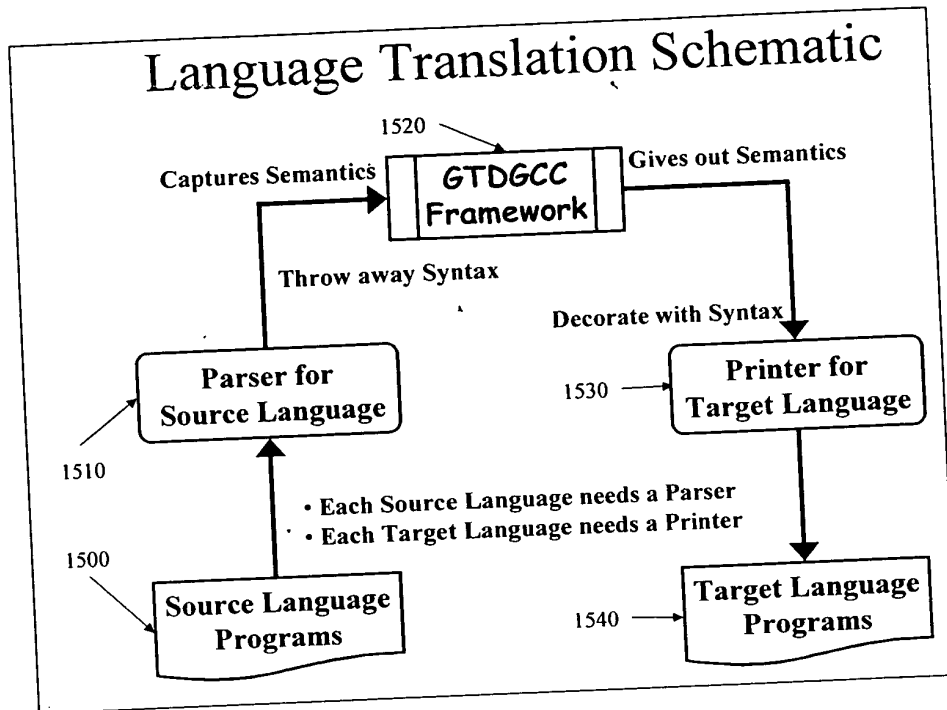 Language Translation Schematic
1520
Captures Semantics
GTDGCC
Framework
Gives out Semantics
Throw away Syntax
Decorate with Syntax
Parser for
Source Language
1510
1530
Printer for
Target Language
• Each Source Language needs a Parser
• Each Target Language needs a Printer
1500
Source Language
Programs
1540
Target Language
Programs